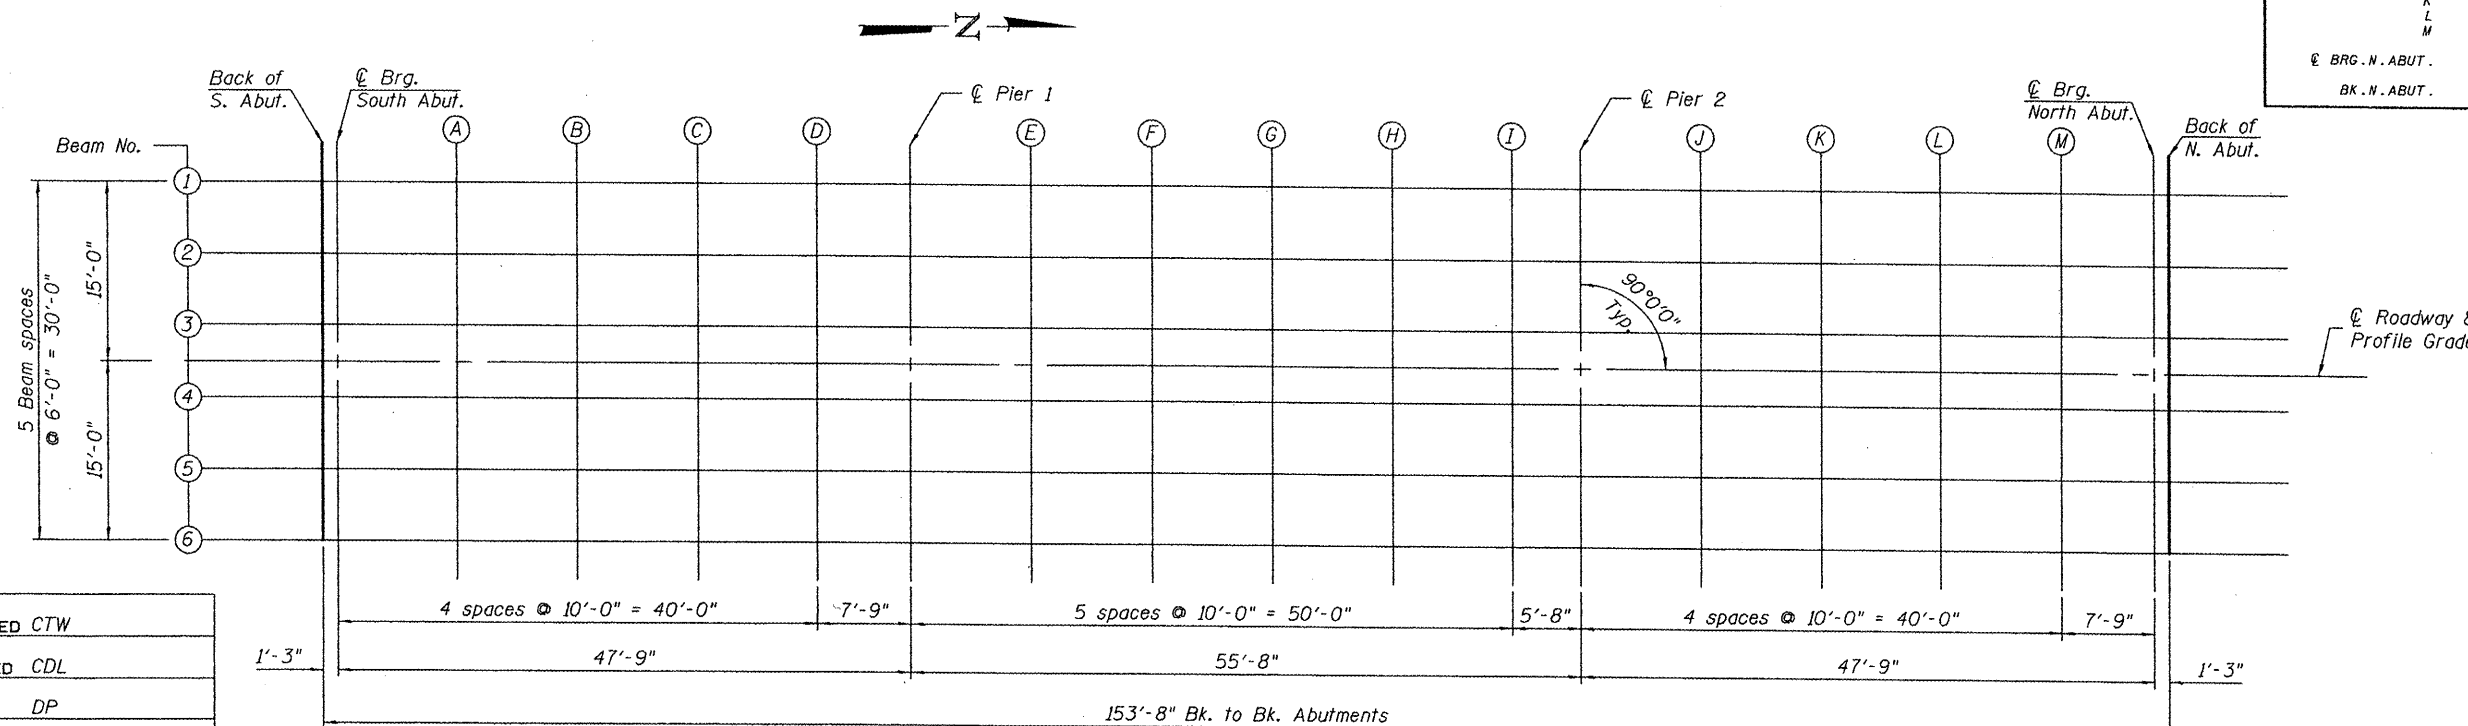 N
K
L
M
℄ BRG. N. ABUT.
BK. N. ABUT.
Back of
S. Abut.
℄ Brg.
South Abut.
℄ Pier 1
℄ Pier 2
℄ Brg.
North Abut.
Back of
N. Abut.
A
B
C
D
E
F
G
H
I
J
K
L
M
Beam No.
1
2
3
4
5
6
5 Beam spaces
@ 6'-0" = 30'-0"
15'-0"
15'-0"
90°0'0"
Typ.
℄ Roadway &
Profile Grade
4 spaces @ 10'-0" = 40'-0"
7'-9"
5 spaces @ 10'-0" = 50'-0"
5'-8"
4 spaces @ 10'-0" = 40'-0"
7'-9"
1'-3"
47'-9"
55'-8"
47'-9"
1'-3"
153'-8" Bk. to Bk. Abutments
ED CTW
ED CDL
DP